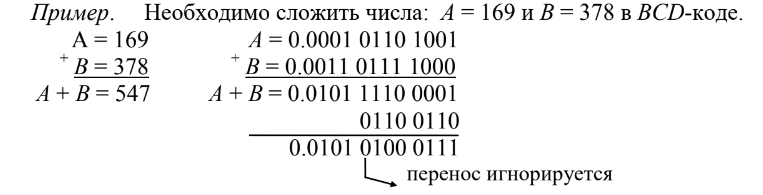 Пример. Необходимо сложить числа: A = 169 и B = 378 в BCD-коде.
A = 169 A = 0.0001 0110 1001
+ B = 378 + B = 0.0011 0111 1000
A + B = 547 A + B = 0.0101 1110 0001
0110 0110
0.0101 0100 0111
перенос игнорируется